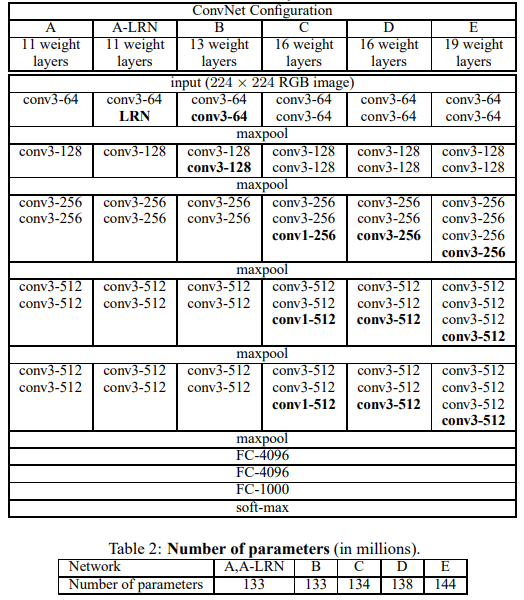 ConvNet Configuration
A A-LRN B C D E
11 weight 11 weight 13 weight 16 weight 16 weight 19 weight
layers layers layers layers layers layers
input (224 × 224 RGB image)
conv3-64 conv3-64 conv3-64 conv3-64 conv3-64 conv3-64
LRN conv3-64 conv3-64 conv3-64 conv3-64
maxpool
conv3-128 conv3-128 conv3-128 conv3-128 conv3-128 conv3-128
conv3-128 conv3-128 conv3-128 conv3-128
maxpool
conv3-256 conv3-256 conv3-256 conv3-256 conv3-256 conv3-256
conv3-256 conv3-256 conv3-256 conv3-256 conv3-256 conv3-256
conv1-256 conv3-256 conv3-256
conv3-256
maxpool
conv3-512 conv3-512 conv3-512 conv3-512 conv3-512 conv3-512
conv3-512 conv3-512 conv3-512 conv3-512 conv3-512 conv3-512
conv1-512 conv3-512 conv3-512
conv3-512
maxpool
conv3-512 conv3-512 conv3-512 conv3-512 conv3-512 conv3-512
conv3-512 conv3-512 conv3-512 conv3-512 conv3-512 conv3-512
conv1-512 conv3-512 conv3-512
conv3-512
maxpool
FC-4096
FC-4096
FC-1000
soft-max
Table 2: Number of parameters (in millions).
Network A,A-LRN B C D E
Number of parameters 133 133 134 138 144